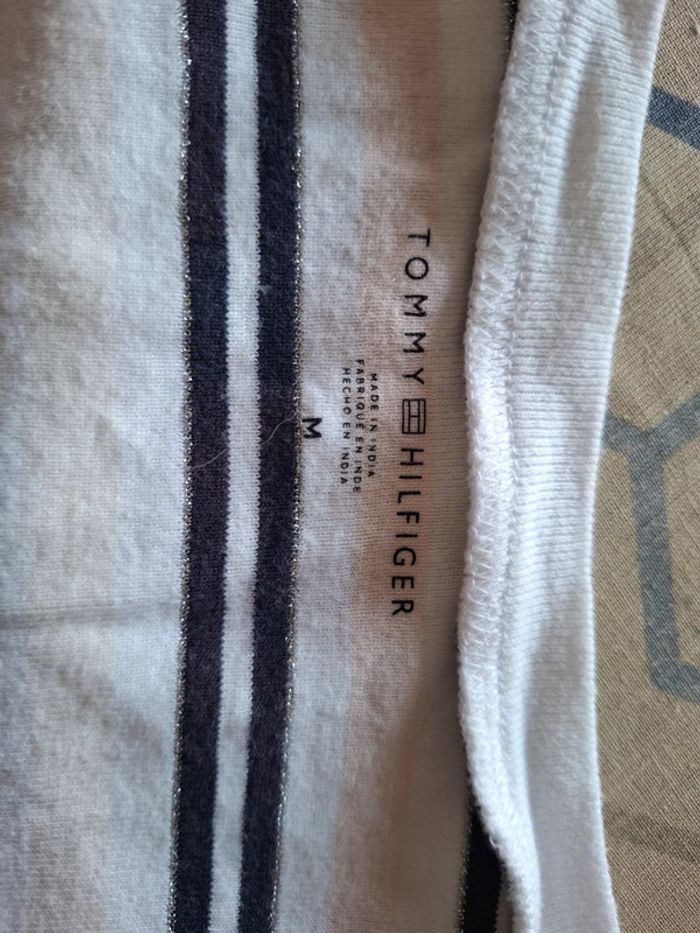 TOMMY HILFIGER
MADE IN INDIA
FABRIQUÉ EN INDE
HECHO EN INDIA
M